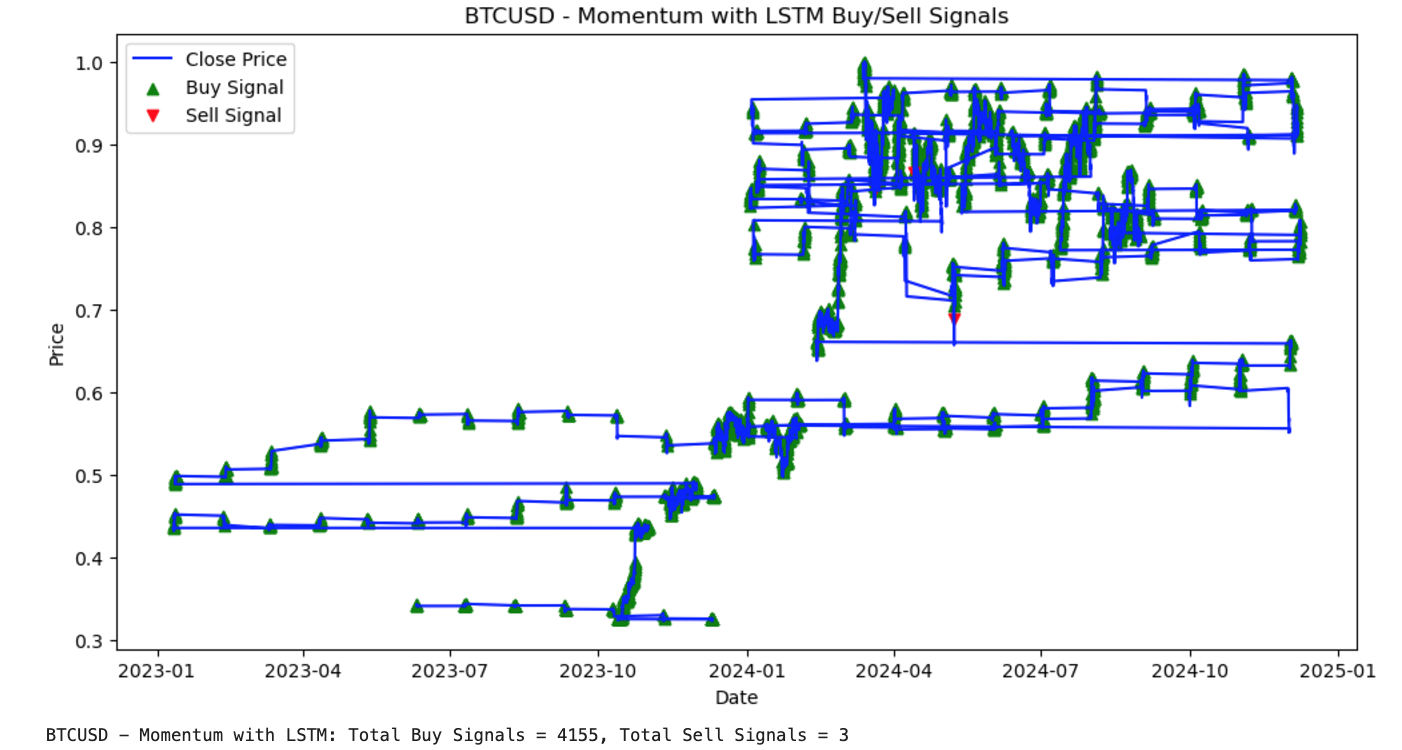 BTCUSD - Momentum with LSTM Buy/Sell Signals
Close Price
Buy Signal
Sell Signal
1.0
0.9
0.8
0.7
0.6
0.5
0.4
0.3
Price
2023-01 2023-04 2023-07 2023-10 2024-01 2024-04 2024-07 2024-10 2025-01
Date
BTCUSD – Momentum with LSTM: Total Buy Signals = 4155, Total Sell Signals = 3